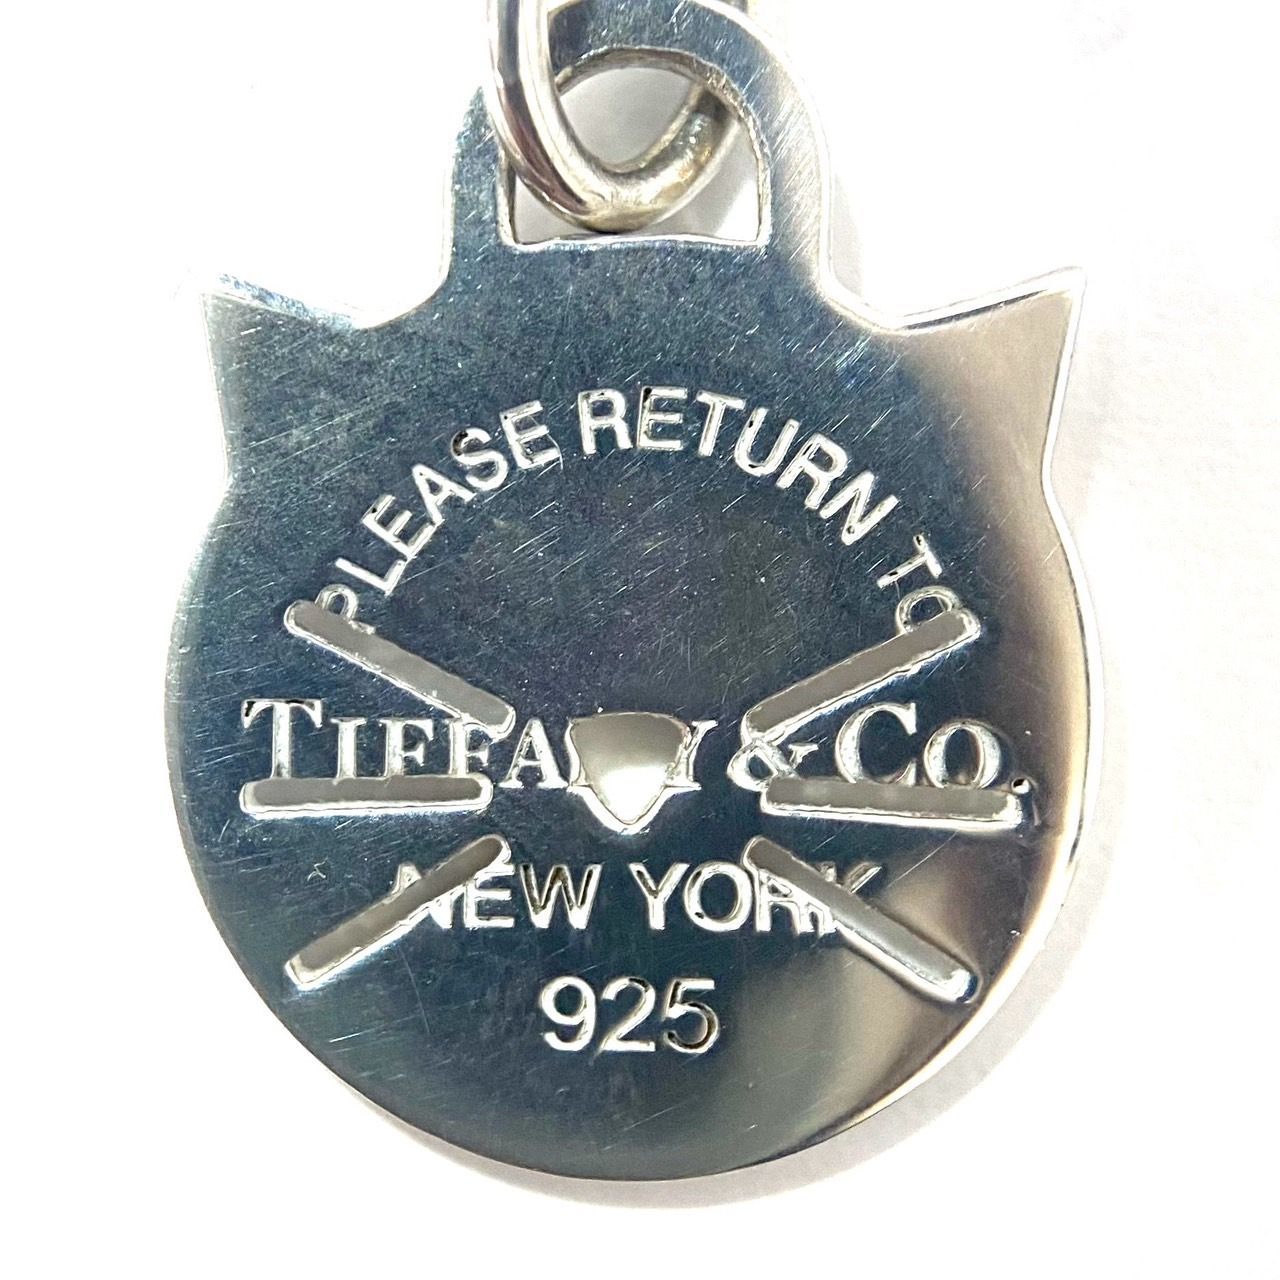 PLEASE RETURN TO
TIFFANY & CO.
NEW YORK
925